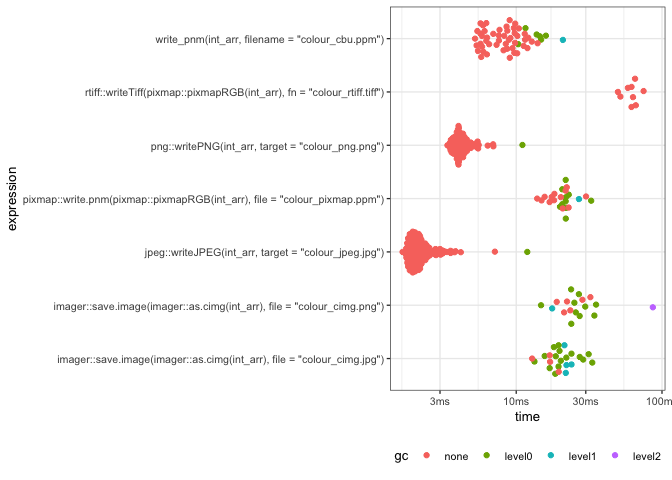 write_pnm(int_arr, filename = "colour_cbu.ppm")
rtiff::writeTiff(pixmap::pixmapRGB(int_arr), fn = "colour_rtiff.tiff")
png::writePNG(int_arr, target = "colour_png.png")
pixmap::write.pnm(pixmap::pixmapRGB(int_arr), file = "colour_pixmap.ppm")
jpeg::writeJPEG(int_arr, target = "colour_jpeg.jpg")
imager::save.image(imager::as.cimg(int_arr), file = "colour_cimg.png")
imager::save.image(imager::as.cimg(int_arr), file = "colour_cimg.jpg")
expression
3ms 10ms 30ms 100m
time
gc none level0 level1 level2